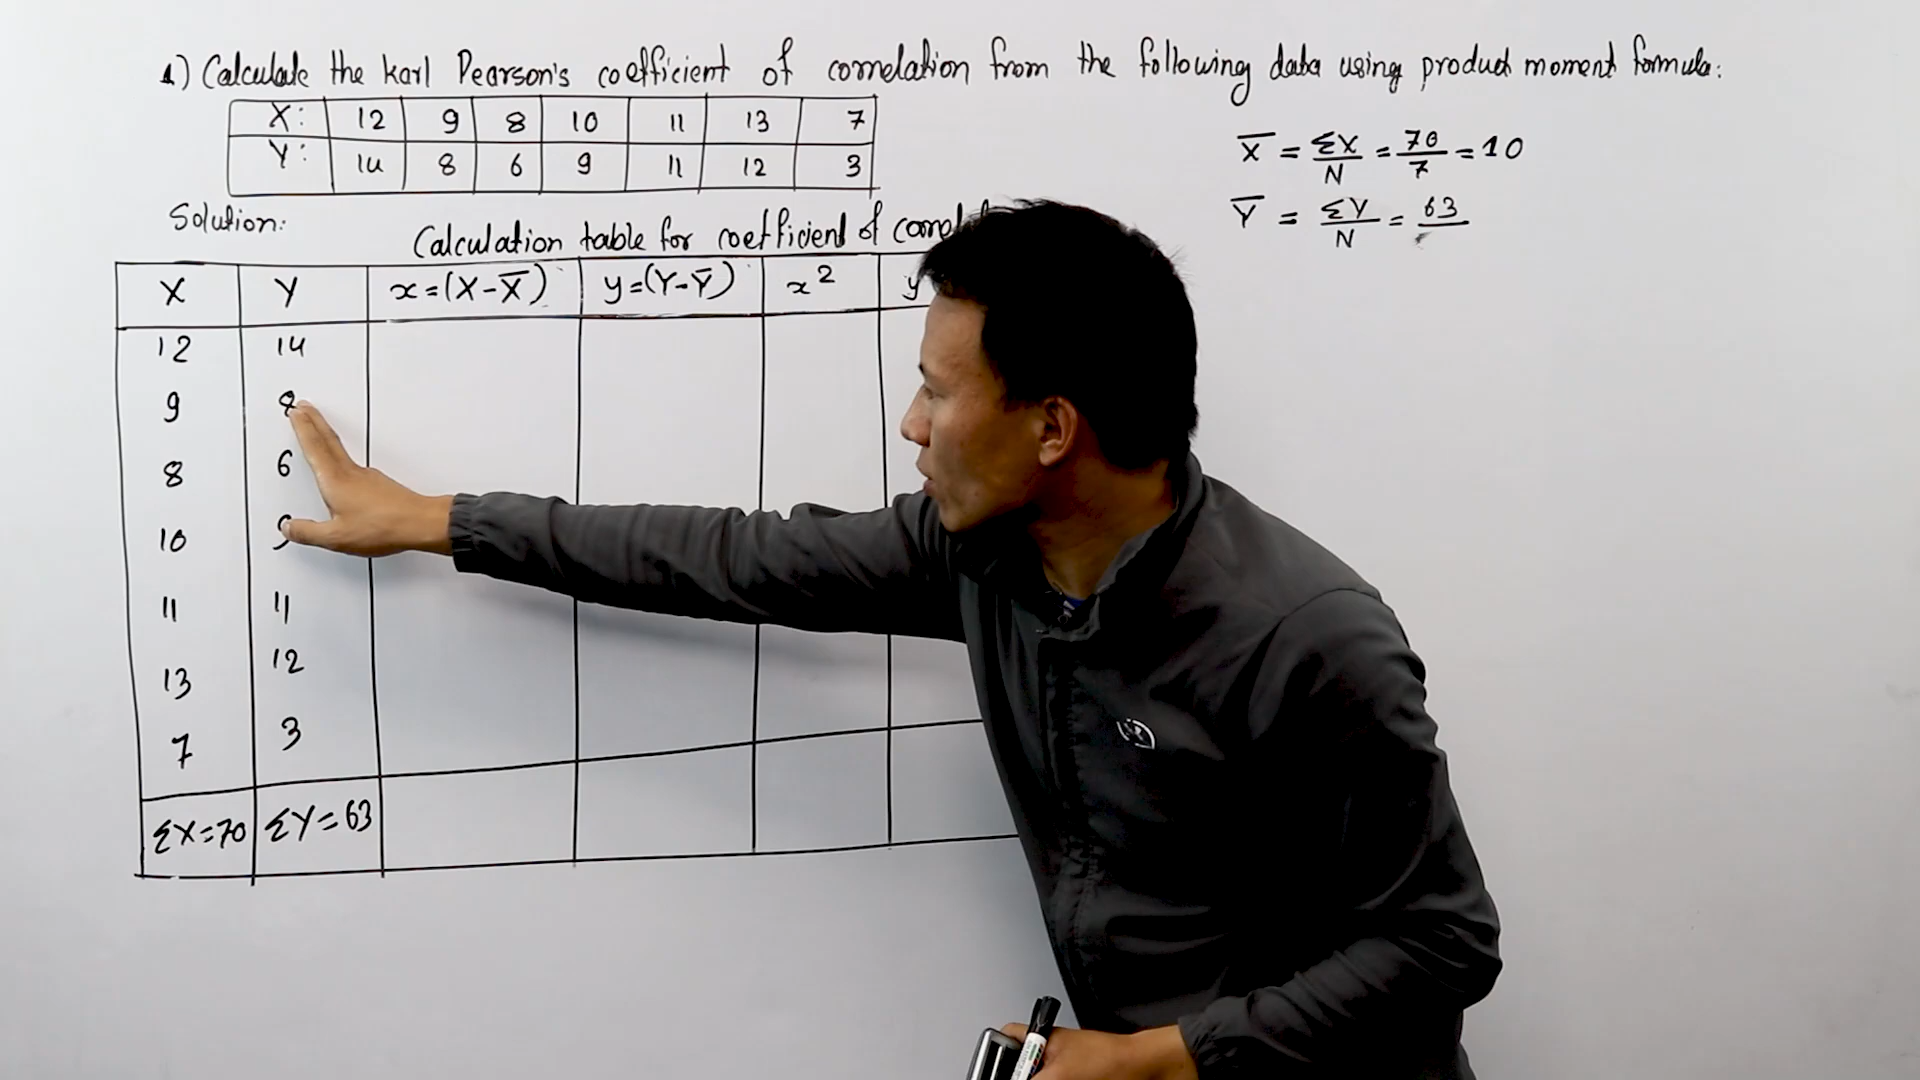 1) Calculate the Karl Pearson's coefficient of correlation from the following data using product moment formula:
X: 12 9 8 10 11 13 7
Y: 14 8 6 9 11 12 3
X̄ = ΣX/N = 70/7 = 10
Ȳ = ΣY/N = 63
Solution:
Calculation table for coefficient of
X Y x=(X-X̄) y=(Y-Ȳ) x² y
12 14
9 8
8 6
10 9
11 11
13 12
7 3
ΣX=70 ΣY=63